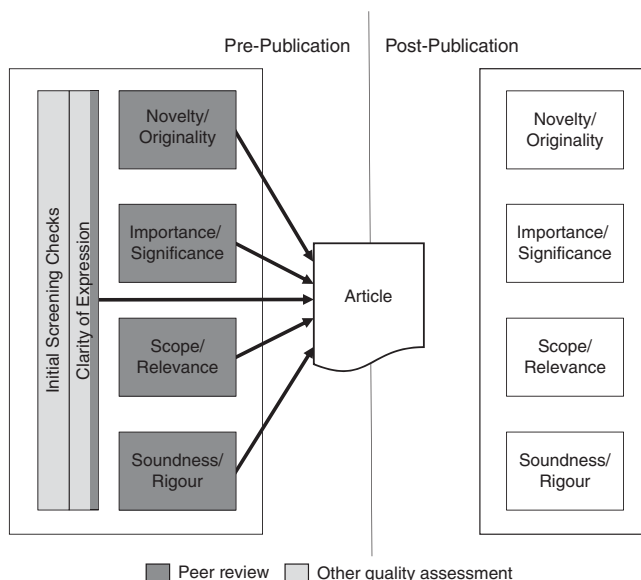 Pre-Publication
Post-Publication
Initial Screening Checks
Clarity of Expression
Novelty/
Originality
Importance/
Significance
Scope/
Relevance
Soundness/
Rigour
Article
Novelty/
Originality
Importance/
Significance
Scope/
Relevance
Soundness/
Rigour
Peer review
Other quality assessment